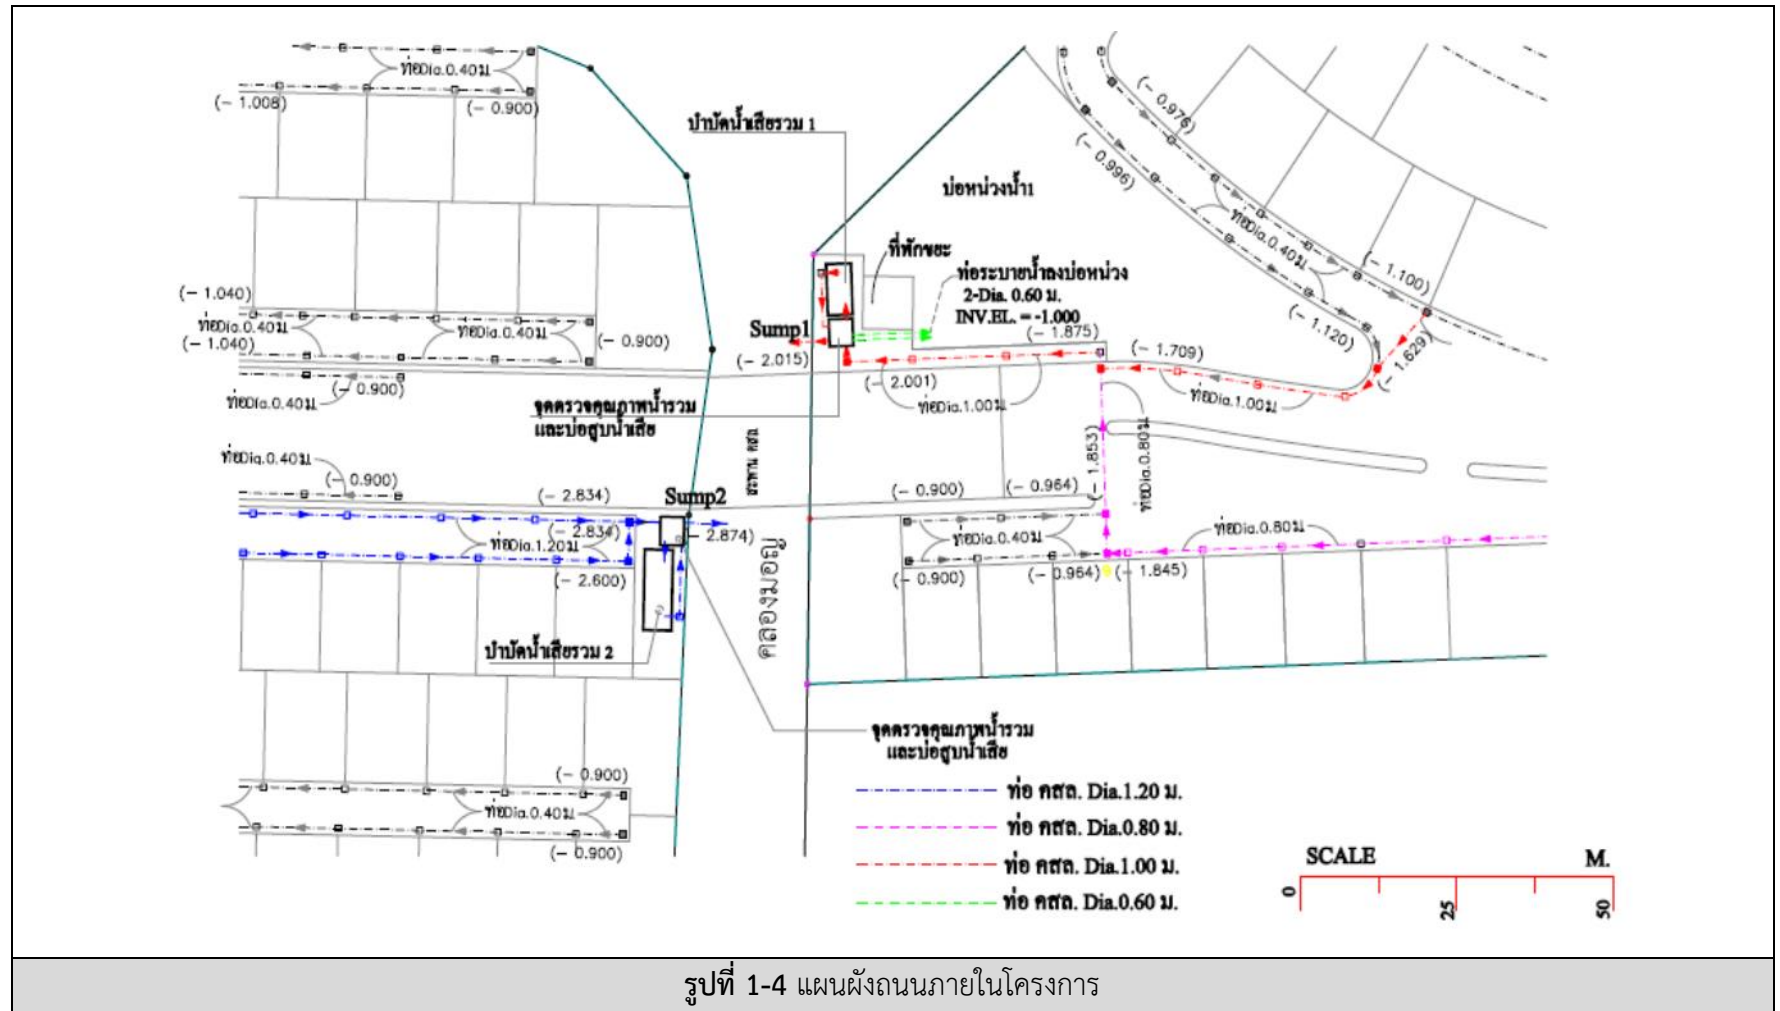 ท่อDia.0.40ม
(- 1.008)
(- 0.900)
บำบัดน้ำเสียรวม 1
(- 0.976)
(- 0.996)
บ่อหน่วงน้ำ1
ท่อDia.0.40ม
ที่พักขยะ
(- 1.100)
ท่อระบายน้ำลงบ่อหน่วง
2-Dia. 0.60 ม.
INV.EL. = -1.000
(- 1.040)
ท่อDia.0.40ม
ท่อDia.0.40ม
(- 1.040)
(- 0.900)
Sump1
(- 2.015)
(- 1.875)
(- 1.709)
(- 1.120)
(- 1.629)
(- 2.001)
ท่อDia.1.00ม
ท่อDia.1.00ม
(- 0.900)
ท่อDia.0.40ม
จุดตรวจคุณภาพน้ำรวม
และบ่อสูบน้ำเสีย
สะพาน คสล.
(- 1.853)
ท่อDia.0.80ม
ท่อDia.0.40ม
(- 0.900)
(- 2.834)
Sump2
(- 0.900)
(- 0.964)
(- 2.834)
(- 2.874)
ท่อDia.1.20ม
ท่อDia.0.40ม
ท่อDia.0.80ม
(- 2.600)
(- 0.900)
(- 0.964)
(- 1.845)
บำบัดน้ำเสียรวม 2
จุดตรวจคุณภาพน้ำรวม
และบ่อสูบน้ำเสีย
(- 0.900)
ท่อDia.0.40ม
(- 0.900)
ท่อ คสล. Dia.1.20 ม.
ท่อ คสล. Dia.0.80 ม.
ท่อ คสล. Dia.1.00 ม.
ท่อ คสล. Dia.0.60 ม.
SCALE M.
0 25 50
รูปที่ 1-4 แผนผังถนนภายในโครงการ